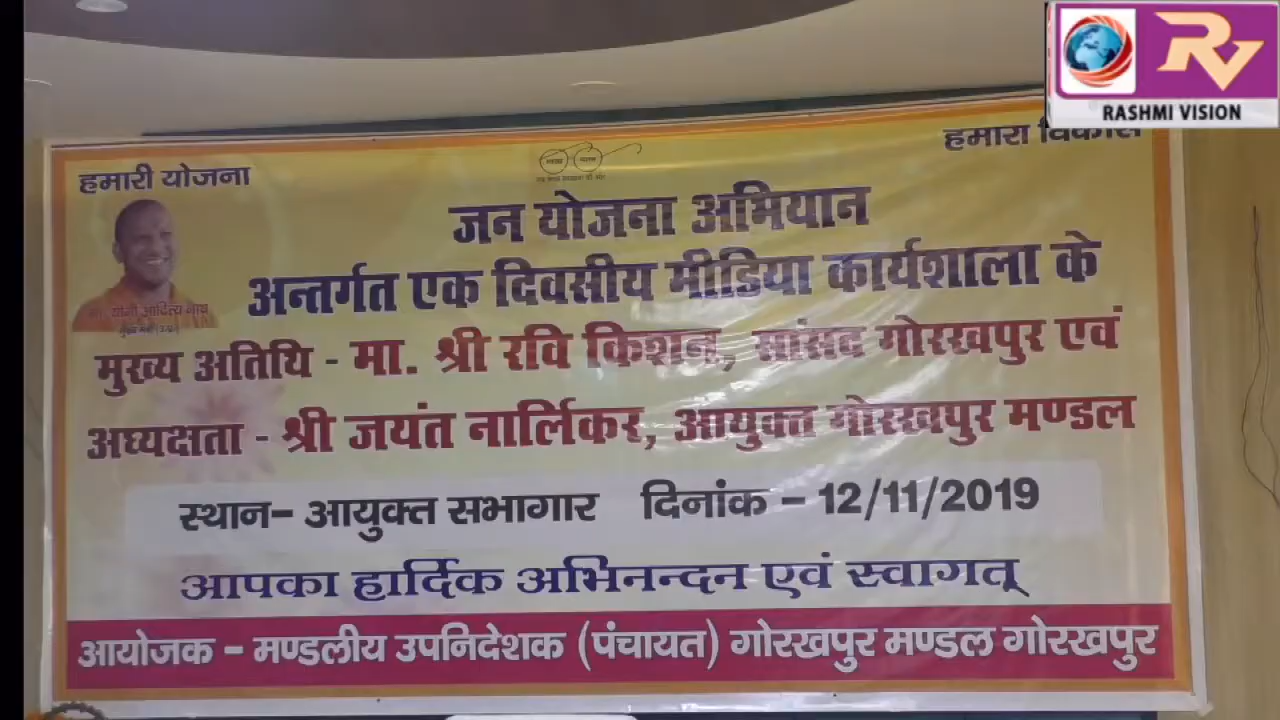 RV
RASHMI VISION
हमारी योजना
हमारा विकास
जन योजना अभियान
अन्तर्गत एक दिवसीय मीडिया कार्यशाला के
मुख्य अतिथि - मा. श्री रवि किशन, सांसद गोरखपुर एवं
अध्यक्षता - श्री जयंत नार्लिकर, आयुक्त गोरखपुर मण्डल
स्थान- आयुक्त सभागार दिनांक - 12/11/2019
आपका हार्दिक अभिनन्दन एवं स्वागत्
आयोजक - मण्डलीय उपनिदेशक (पंचायत) गोरखपुर मण्डल गोरखपुर
योगी आदित्य नाथ